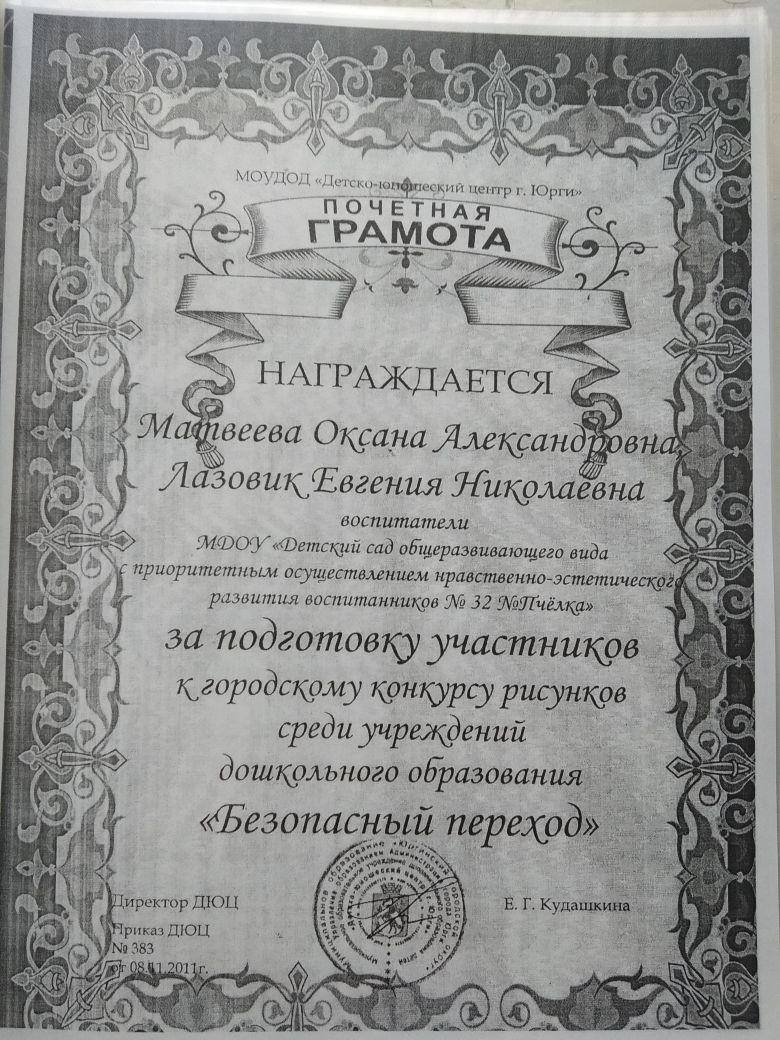 МОУДОД «Детско-юношеский центр г. Юрги»
ПОЧЕТНАЯ
ГРАМОТА
НАГРАЖДАЕТСЯ
Матвеева Оксана Александровна,
Лазовик Евгения Николаевна
воспитатели
МДОУ «Детский сад общеразвивающего вида
с приоритетным осуществлением нравственно-эстетического
развития воспитанников № 32 №Пчёлка»
за подготовку участников
к городскому конкурсу рисунков
среди учреждений
дошкольного образования
«Безопасный переход»
Директор ДЮЦ
Е. Г. Кудашкина
Приказ ДЮЦ
№ 383
от 08.11.2011г.